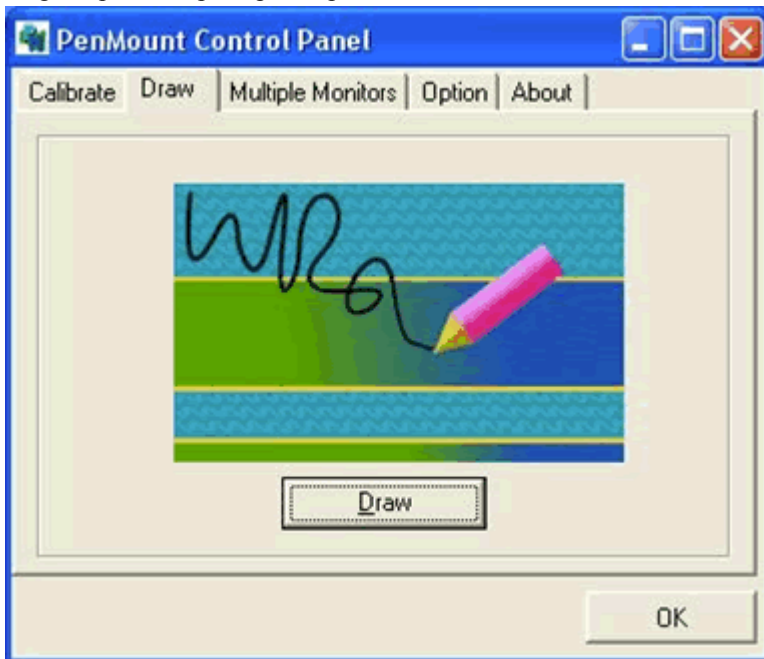 PenMount Control Panel
Calibrate Draw Multiple Monitors Option About
Draw
OK